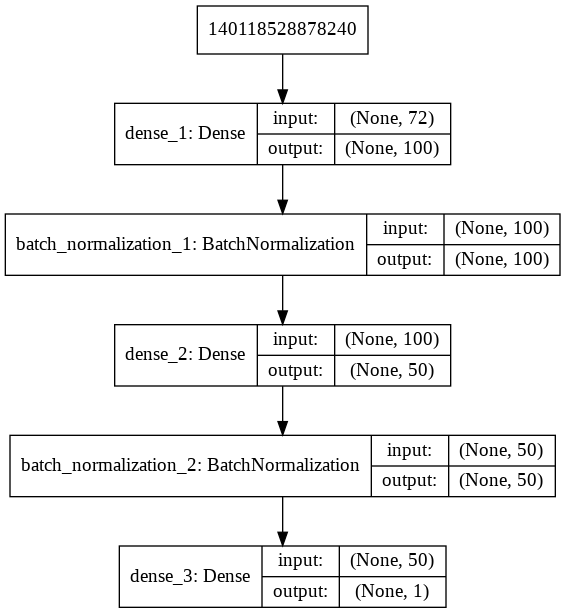 140118528878240
dense_1: Dense
input: (None, 72)
output: (None, 100)
batch_normalization_1: BatchNormalization
input: (None, 100)
output: (None, 100)
dense_2: Dense
input: (None, 100)
output: (None, 50)
batch_normalization_2: BatchNormalization
input: (None, 50)
output: (None, 50)
dense_3: Dense
input: (None, 50)
output: (None, 1)